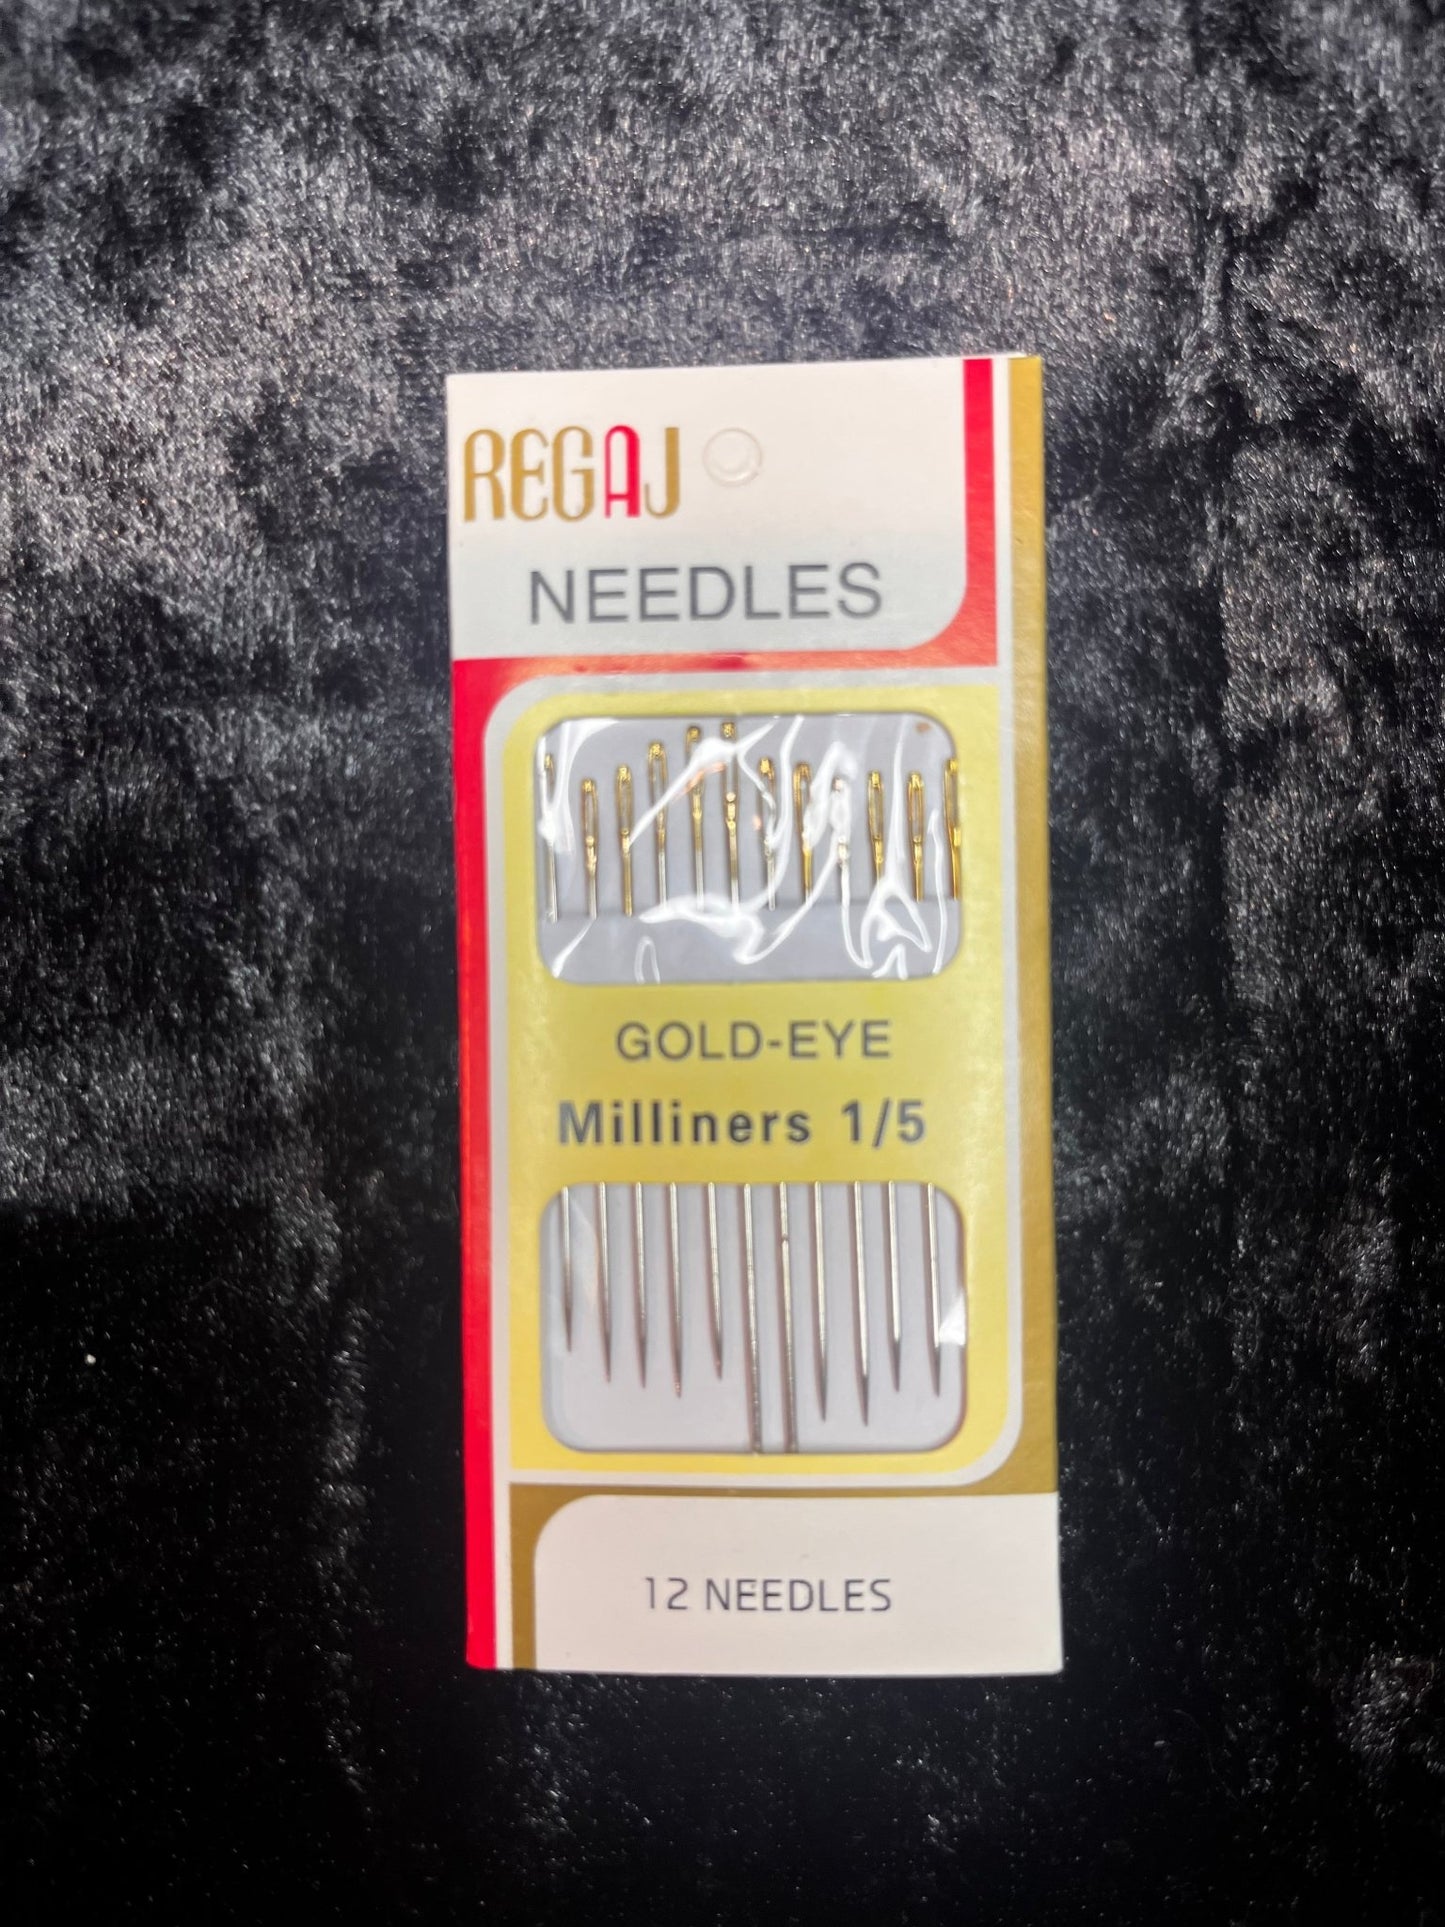 REGAJ
NEEDLES
GOLD-EYE
Milliners 1/5
12 NEEDLES